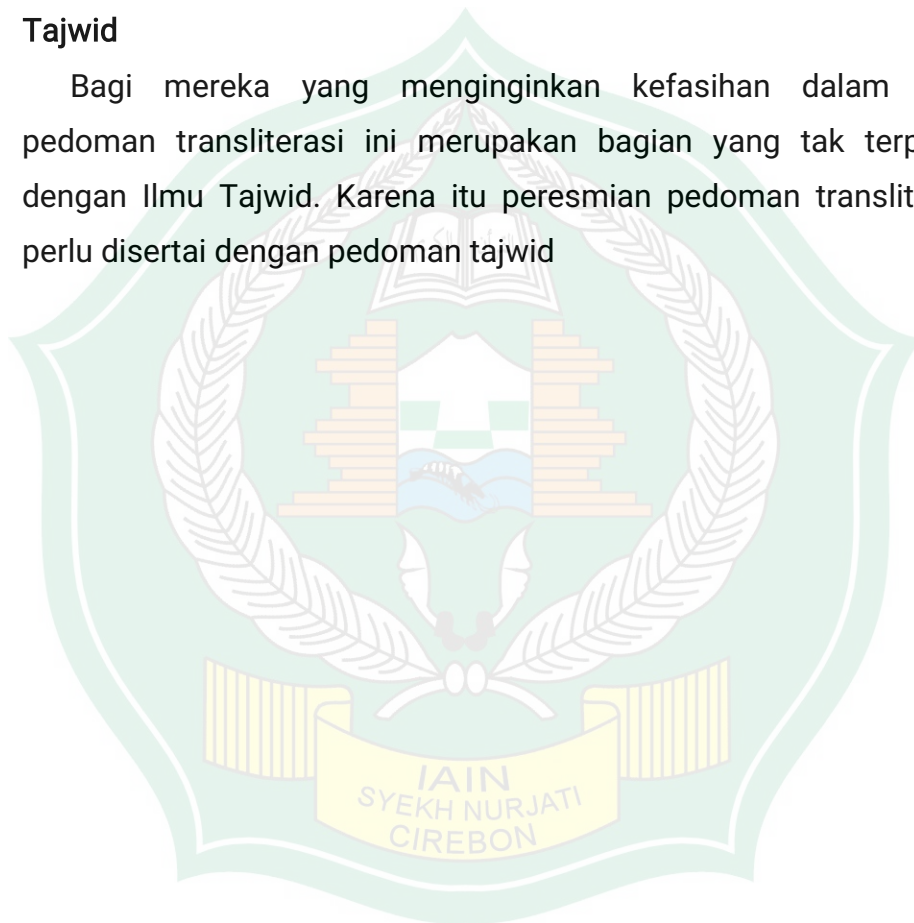 Tajwid
Bagi mereka yang menginginkan kefasihan dalam
pedoman transliterasi ini merupakan bagian yang tak terp
dengan Ilmu Tajwid. Karena itu peresmian pedoman translit
perlu disertai dengan pedoman tajwid
IAIN
SYEKH NURJATI
CIREBON